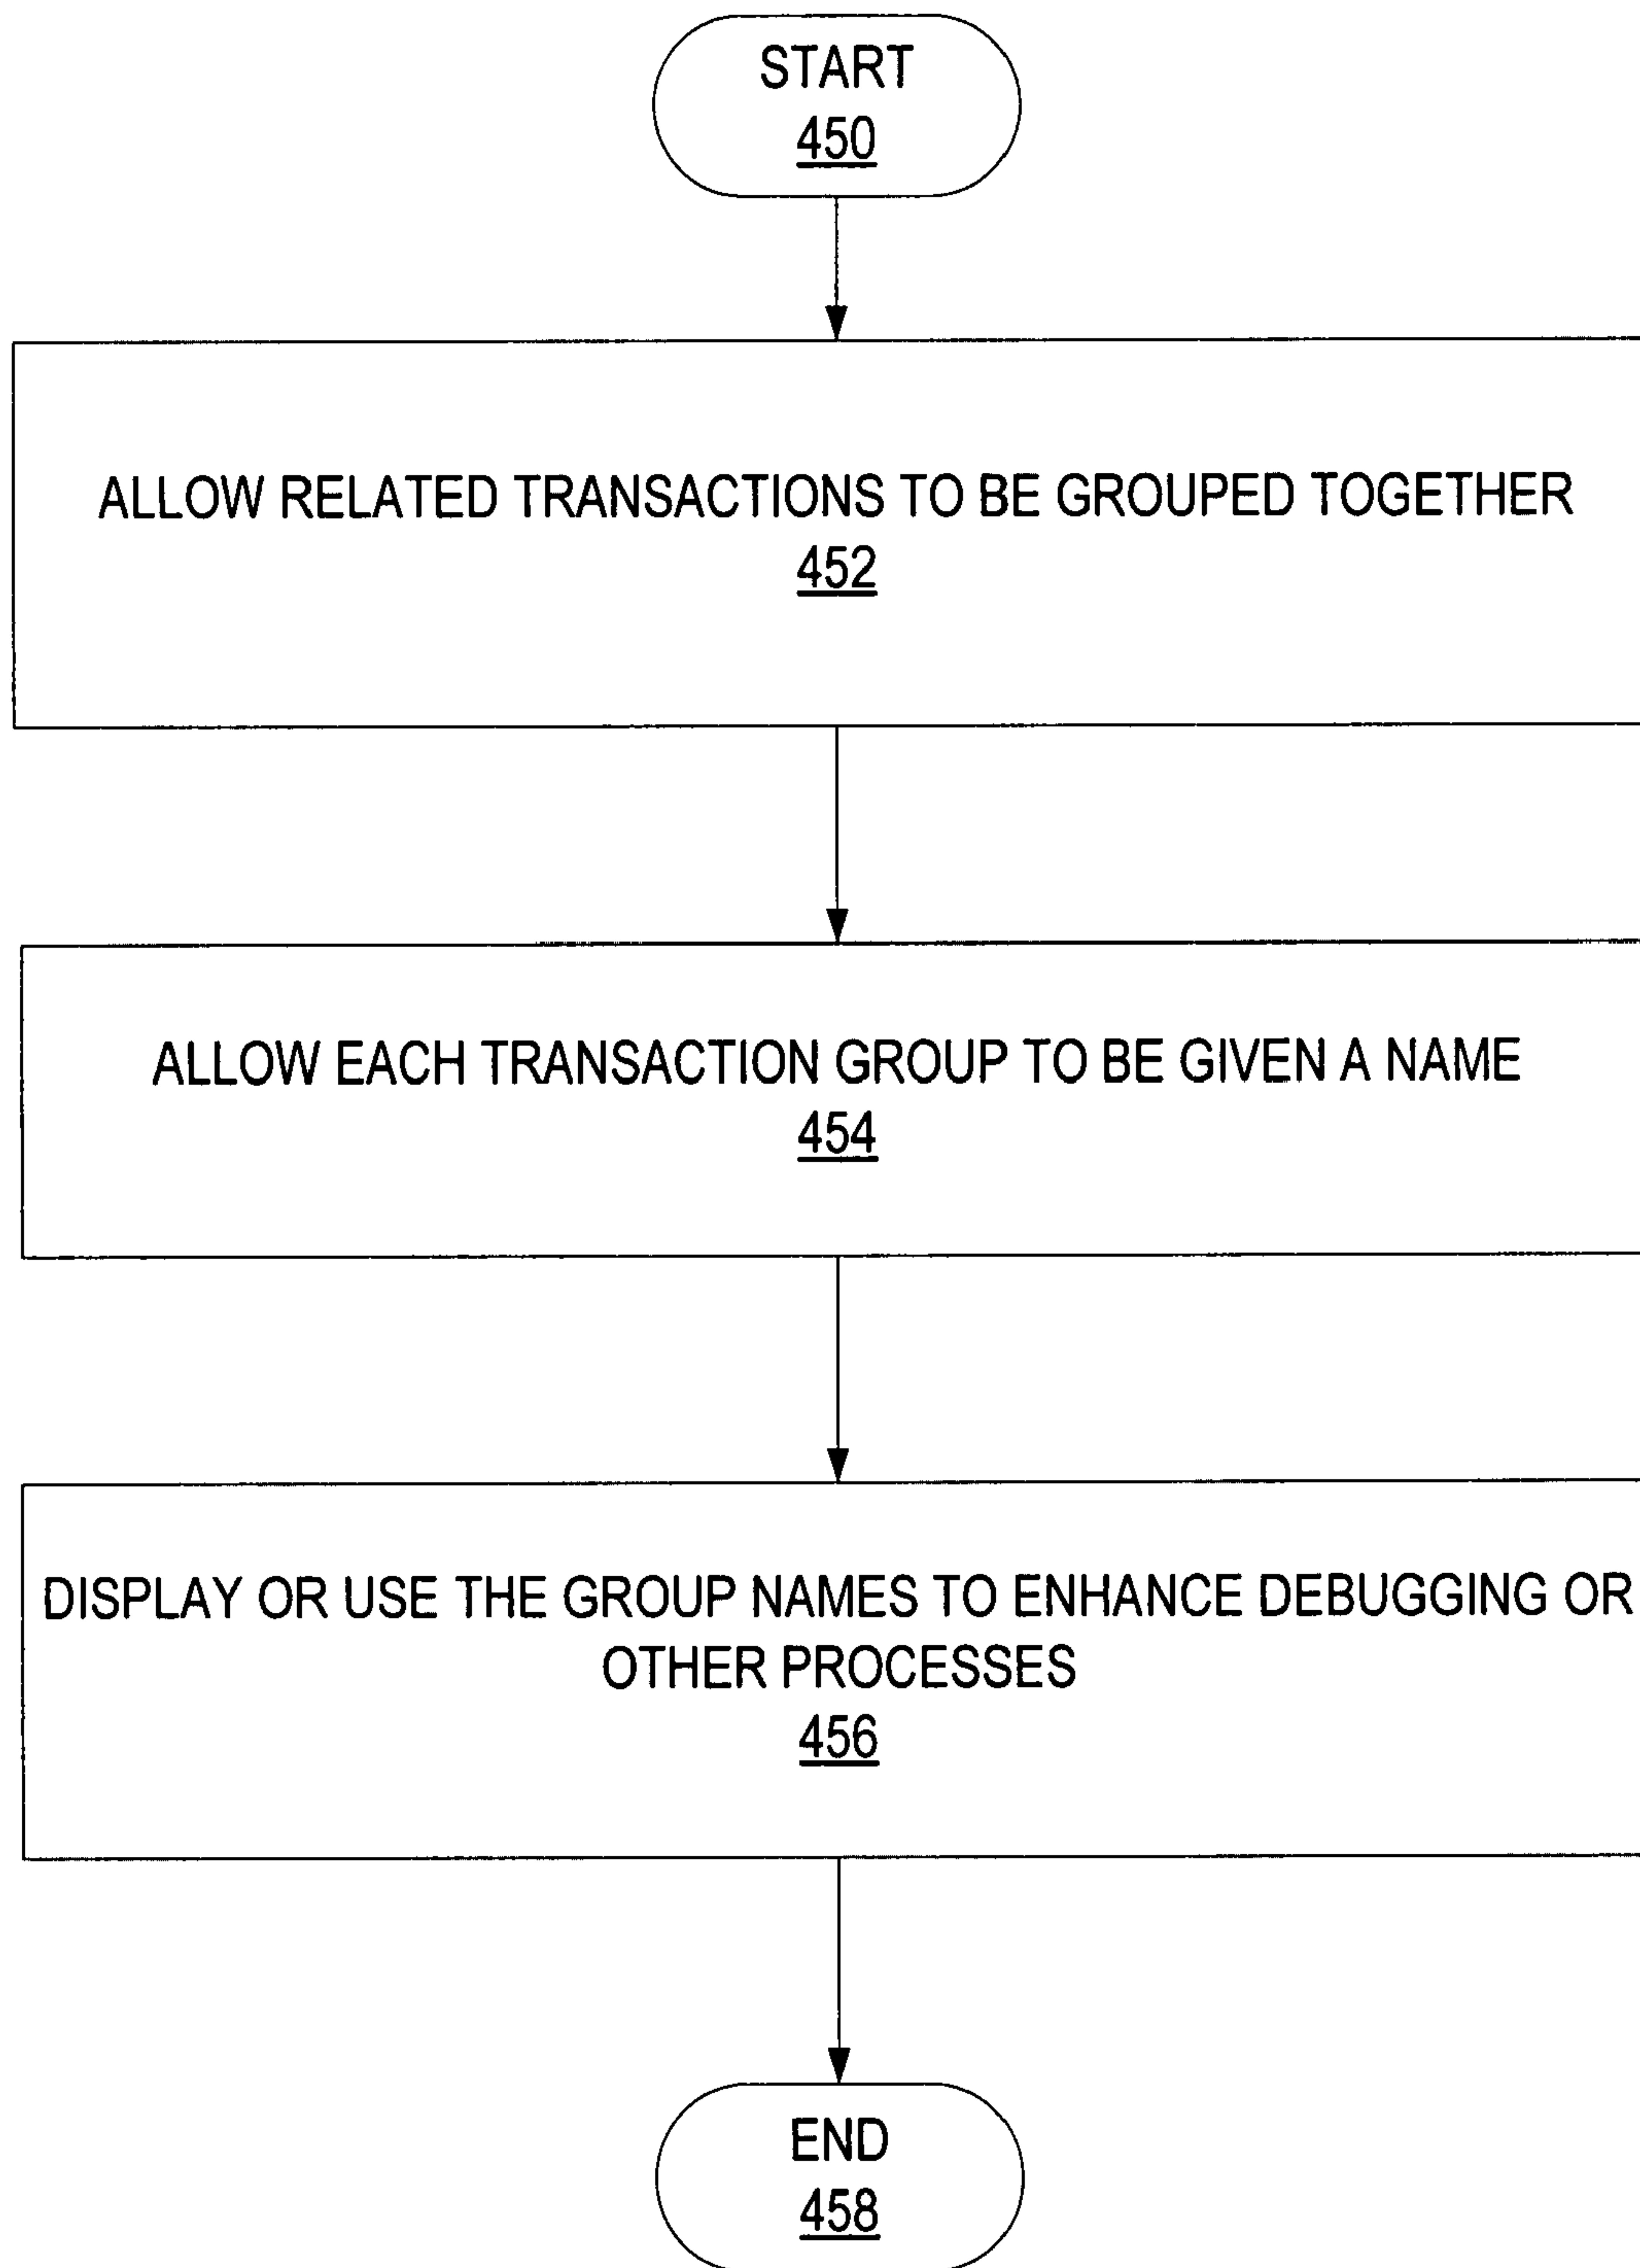 START
450
ALLOW RELATED TRANSACTIONS TO BE GROUPED TOGETHER
452
ALLOW EACH TRANSACTION GROUP TO BE GIVEN A NAME
454
DISPLAY OR USE THE GROUP NAMES TO ENHANCE DEBUGGING OR
OTHER PROCESSES
456
END
458